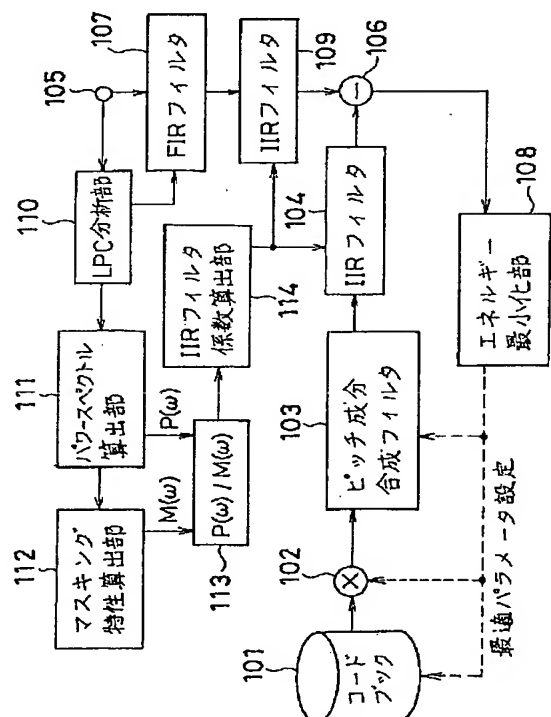 112
マスキング
特性算出部
111
パワースペクトル
算出部
110
LPC分析部
105
107
FIRフィルタ
M(ω)
P(ω)
P(ω)/M(ω)
113
IIRフィルタ
係数算出部
114
109
IIRフィルタ
101
コード
ブック
102
×
103
ピッチ成分
合成フィルタ
104
IIRフィルタ
106
−
108
エネルギー
最小化部
最適パラメータ設定